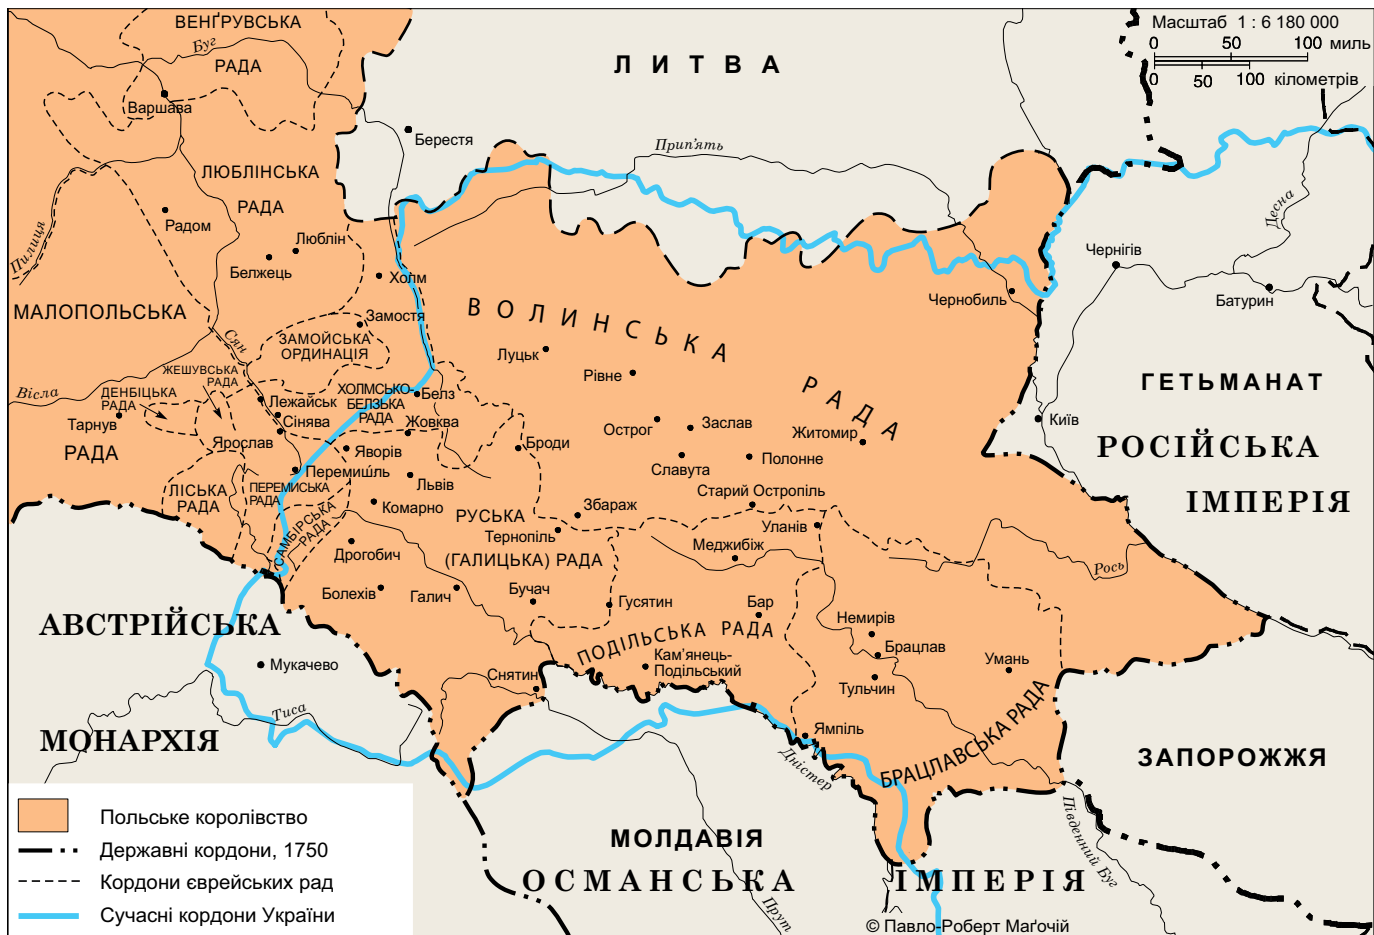 ВЕНҐРУВСЬКА
РАДА
Буг
Варшава
ЛИТВА
Масштаб 1 : 6 180 000
0 50 100 миль
0 50 100 кілометрів
Берестя
Прип'ять
Десна
ЛЮБЛІНСЬКА
РАДА
Радом
Пилиця
Люблін
Белжець
Холм
Чернігів
Батурин
Чорнобиль
МАЛОПОЛЬСЬКА
РАДА
Замостя
ЗАМОЙСЬКА
ОРДИНАЦІЯ
Сян
ВОЛИНСЬКА РАДА
Луцьк
Рівне
ЖЕШУВСЬКА
РАДА
ДЕНБІЦЬКА
РАДА
Вісла
Тарнув
Лежайськ
Сінява
Ярослав
ХОЛМСЬКО-
БЕЛЗЬКА
РАДА
Белз
Жовква
ГЕТЬМАНАТ
Київ
РОСІЙСЬКА
ІМПЕРІЯ
Острог
Заслав
Житомир
Броди
Яворів
Перемишль
Славута
Полонне
Львів
ЛІСЬКА
РАДА
ПЕРЕМИСЬКА
РАДА
Старий Остропіль
Комарно
САМБІРСЬКА
РАДА
РУСЬКА
(ГАЛИЦЬКА) РАДА
Збараж
Тернопіль
Уланів
Меджибіж
Дрогобич
Рось
Болехів
Галич
Бучач
Гусятин
Бар
Немирів
АВСТРІЙСЬКА
МОНАРХІЯ
Мукачево
ПОДІЛЬСЬКА РАДА
Брацлав
Умань
Кам'янець-
Подільський
Снятин
Тульчин
Тиса
Ямпіль
Дністер
БРАЦЛАВСЬКА РАДА
ЗАПОРОЖЖЯ
Південний Буг
МОЛДАВІЯ
ОСМАНСЬКА ІМПЕРІЯ
Прут
Польське королівство
Державні кордони, 1750
Кордони єврейських рад
Сучасні кордони України
© Павло-Роберт Маґочій